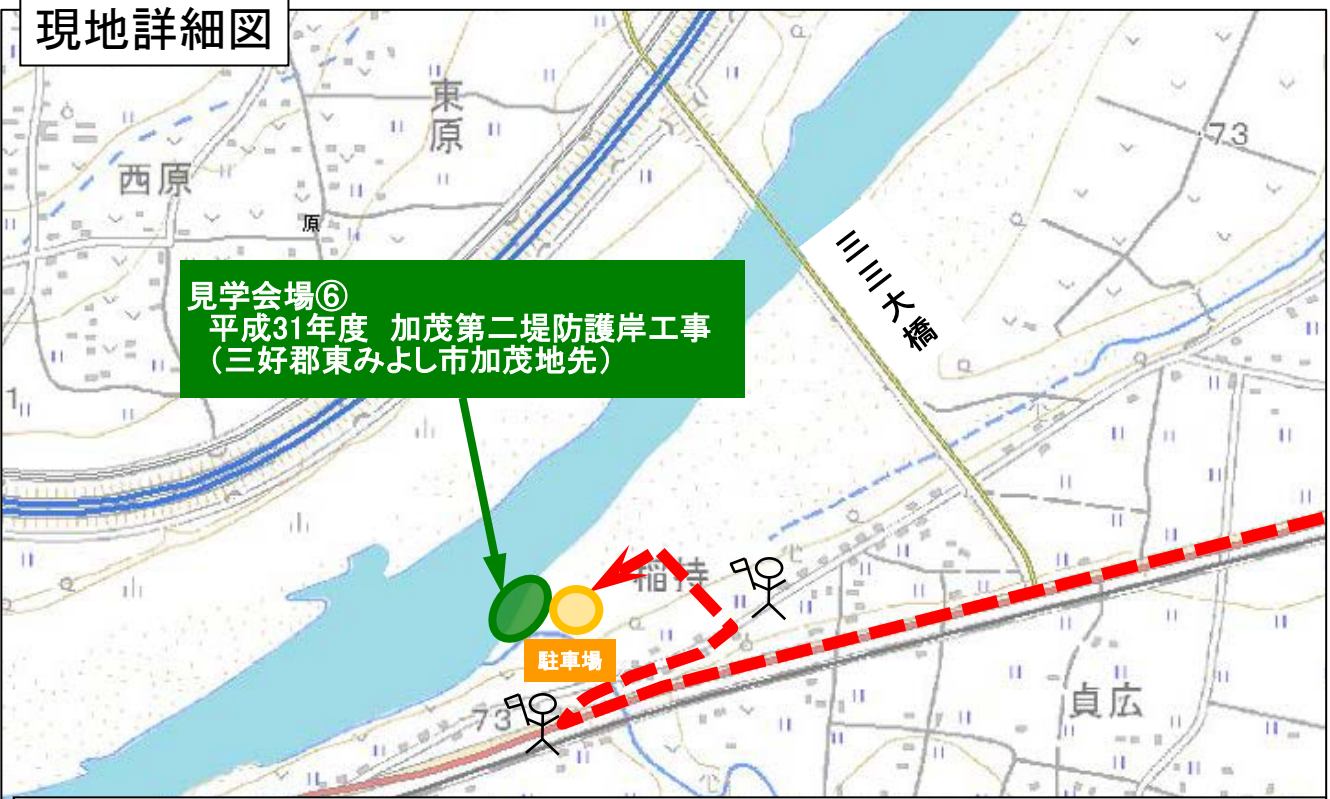 現地詳細図
東原
73
西原
原
三三大橋
見学会場⑥
平成31年度 加茂第二堤防護岸工事
(三好郡東みよし市加茂地先)
1
稲持
駐車場
貞広
73